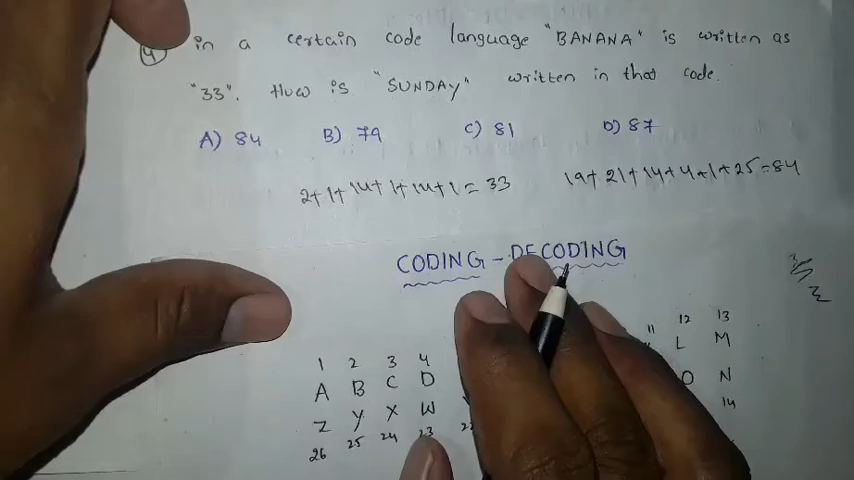 (4) in a certain code language "BANANA" is written as
"33". How is "SUNDAY" written in that code.
A) 84 B) 79 C) 81 D) 87
2+1+14+1+14+1=33 19+21+14+4+1+25=84
CODING - DECODING
1 2 3 4 11 12 13
A B C D L M
Z Y X W O N
26 25 24 23 14